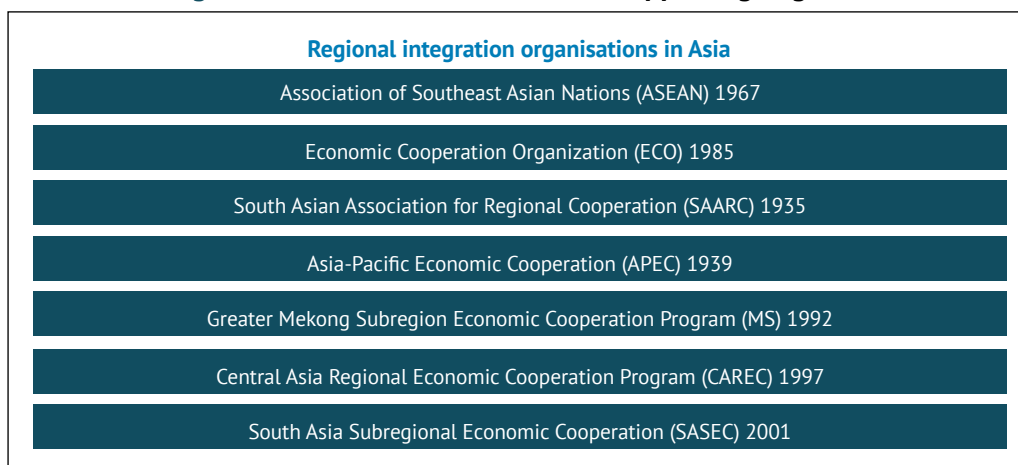 Regional integration organisations in Asia
Association of Southeast Asian Nations (ASEAN) 1967
Economic Cooperation Organization (ECO) 1985
South Asian Association for Regional Cooperation (SAARC) 1935
Asia-Pacific Economic Cooperation (APEC) 1939
Greater Mekong Subregion Economic Cooperation Program (MS) 1992
Central Asia Regional Economic Cooperation Program (CAREC) 1997
South Asia Subregional Economic Cooperation (SASEC) 2001